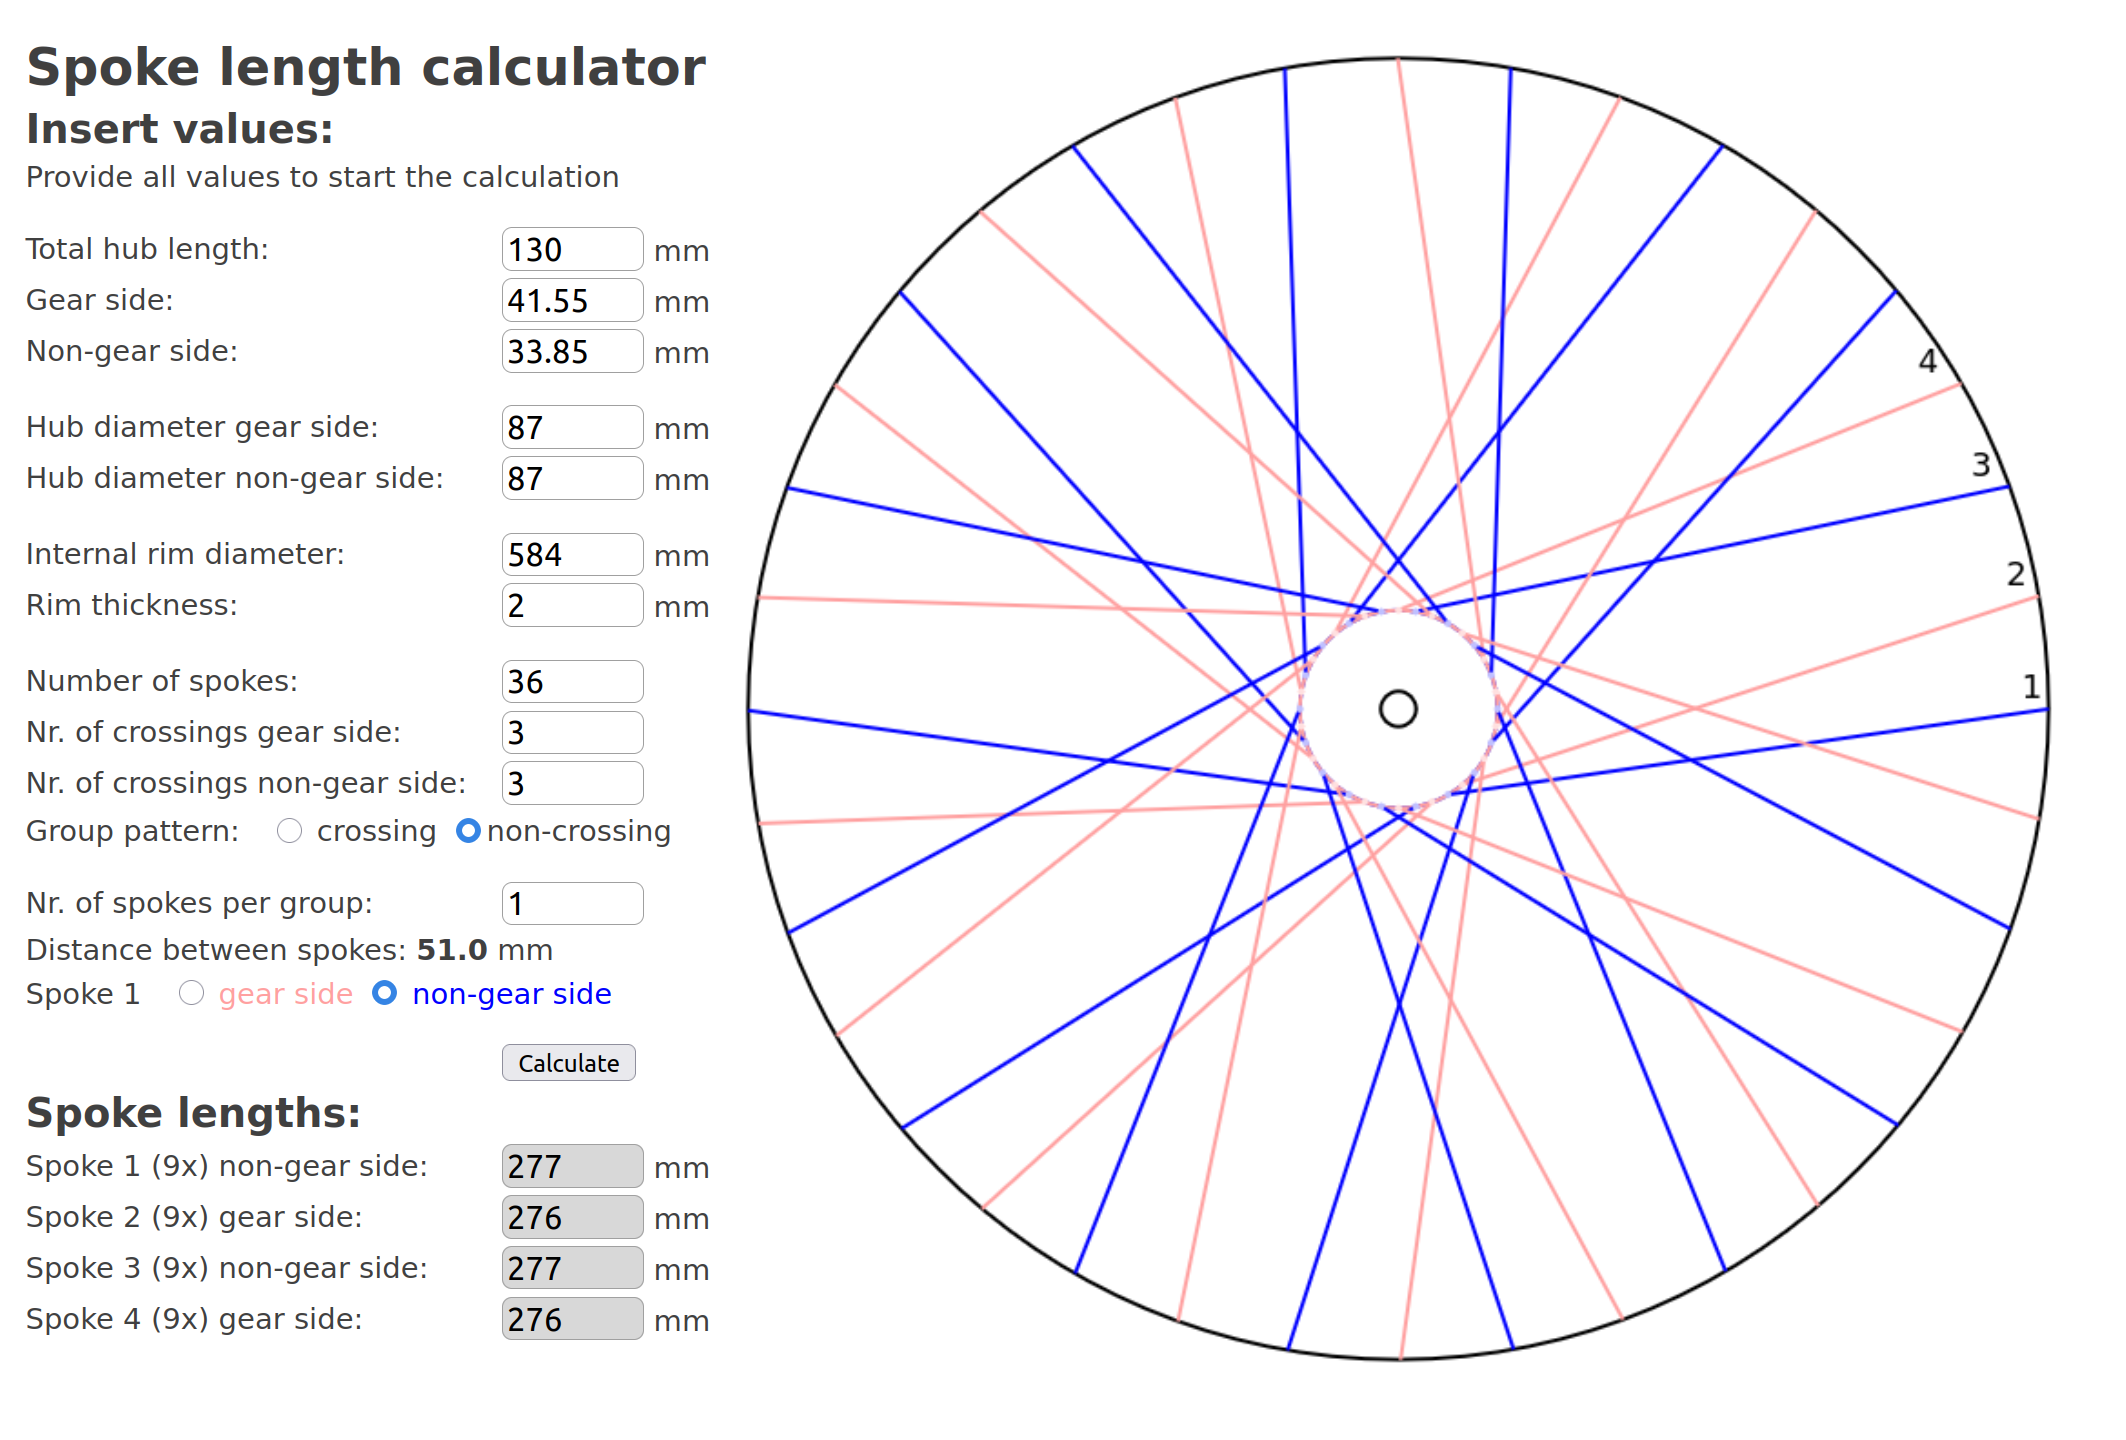 Spoke length calculator
Insert values:
Provide all values to start the calculation
Total hub length: 130 mm
Gear side: 41.55 mm
Non-gear side: 33.85 mm
Hub diameter gear side: 87 mm
Hub diameter non-gear side: 87 mm
Internal rim diameter: 584 mm
Rim thickness: 2 mm
Number of spokes: 36
Nr. of crossings gear side: 3
Nr. of crossings non-gear side: 3
Group pattern: crossing non-crossing
Nr. of spokes per group: 1
Distance between spokes: 51.0 mm
Spoke 1 gear side non-gear side
Calculate
Spoke lengths:
Spoke 1 (9x) non-gear side: 277 mm
Spoke 2 (9x) gear side: 276 mm
Spoke 3 (9x) non-gear side: 277 mm
Spoke 4 (9x) gear side: 276 mm
4
3
2
1